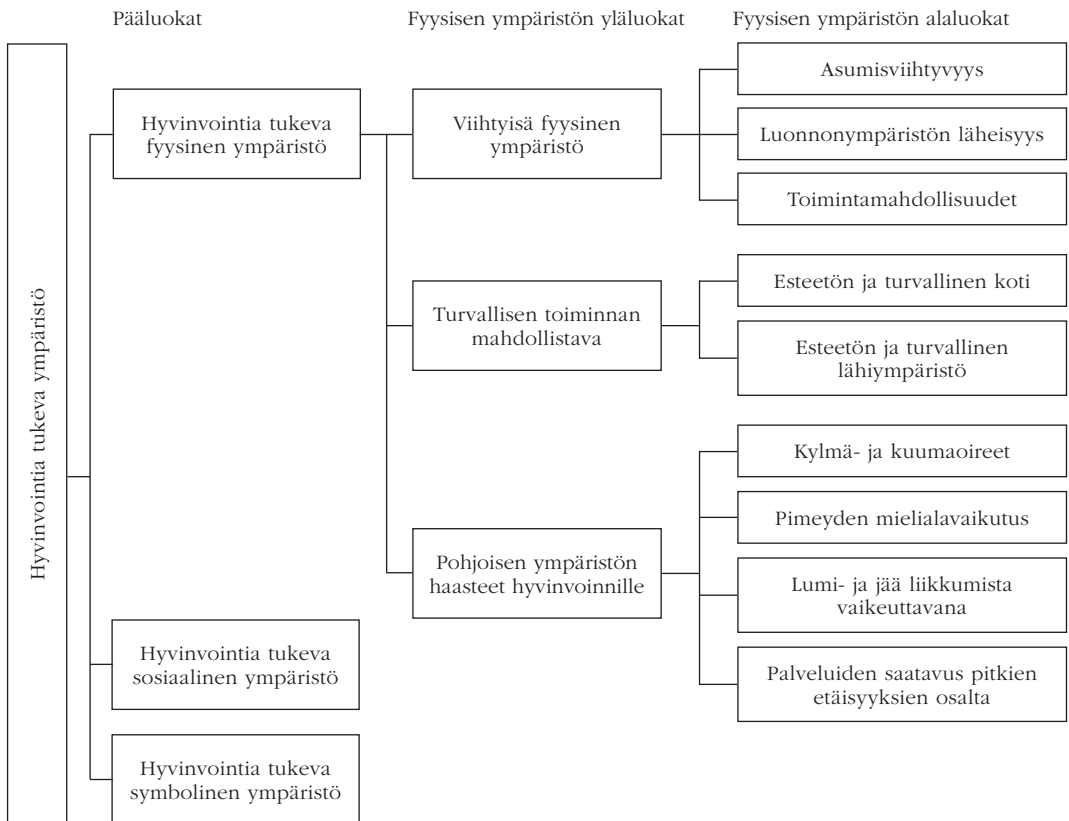 Pääluokat
Fyysisen ympäristön yläluokat
Fyysisen ympäristön alaluokat
Hyvinvointia tukeva ympäristö
Hyvinvointia tukeva
fyysinen ympäristö
Viihtyisä fyysinen
ympäristö
Asumisviihtyvyys
Luonnonympäristön läheisyys
Toimintamahdollisuudet
Turvallisen toiminnan
mahdollistava
Esteetön ja turvallinen koti
Esteetön ja turvallinen
lähiympäristö
Pohjoisen ympäristön
haasteet hyvinvoinnille
Kylmä- ja kuumaoireet
Pimeyden mielialavaikutus
Lumi- ja jää liikkumista
vaikeuttavana
Palveluiden saatavus pitkien
etäisyyksien osalta
Hyvinvointia tukeva
sosiaalinen ympäristö
Hyvinvointia tukeva
symbolinen ympäristö